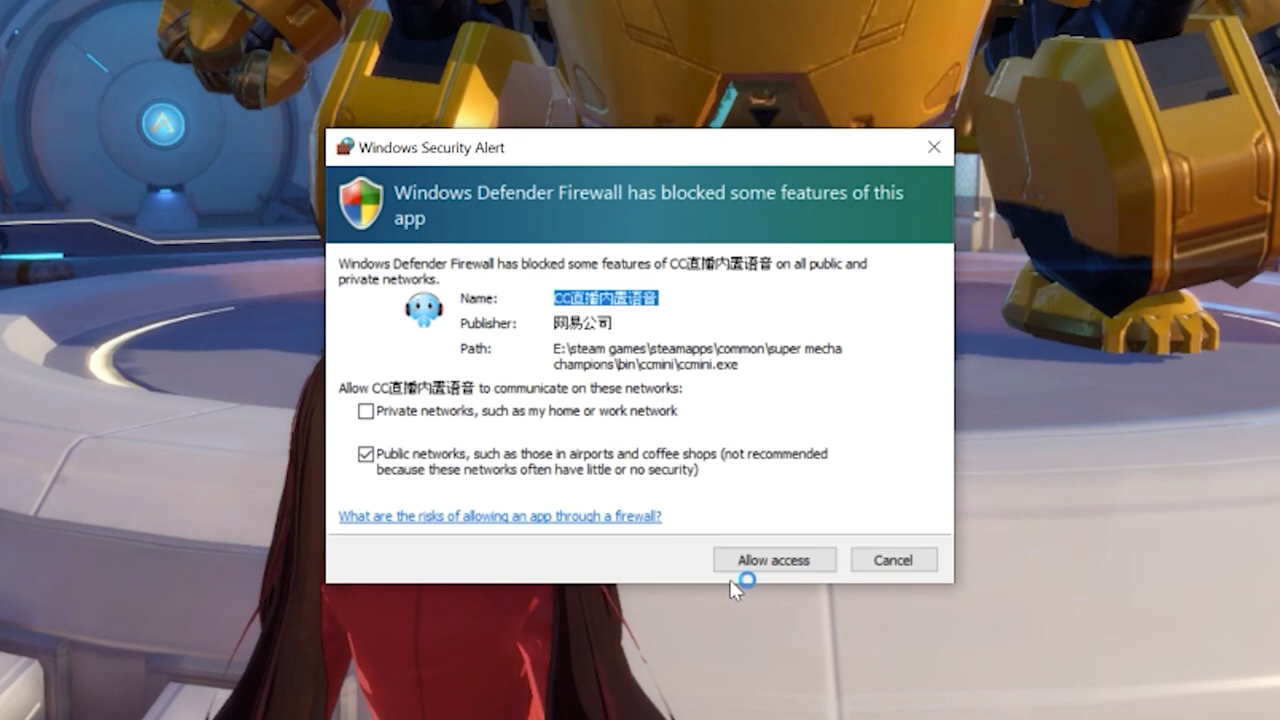 Windows Security Alert
Windows Defender Firewall has blocked some features of this
app
Windows Defender Firewall has blocked some features of CC直播内置语音 on all public and
private networks.
Name: CC直播内置语音
Publisher: 网易公司
Path: E:\steam games\steamapps\common\super mecha
champions\bin\ccmini\ccmini.exe
Allow CC直播内置语音 to communicate on these networks:
Private networks, such as my home or work network
Public networks, such as those in airports and coffee shops (not recommended
because these networks often have little or no security)
What are the risks of allowing an app through a firewall?
Allow access Cancel